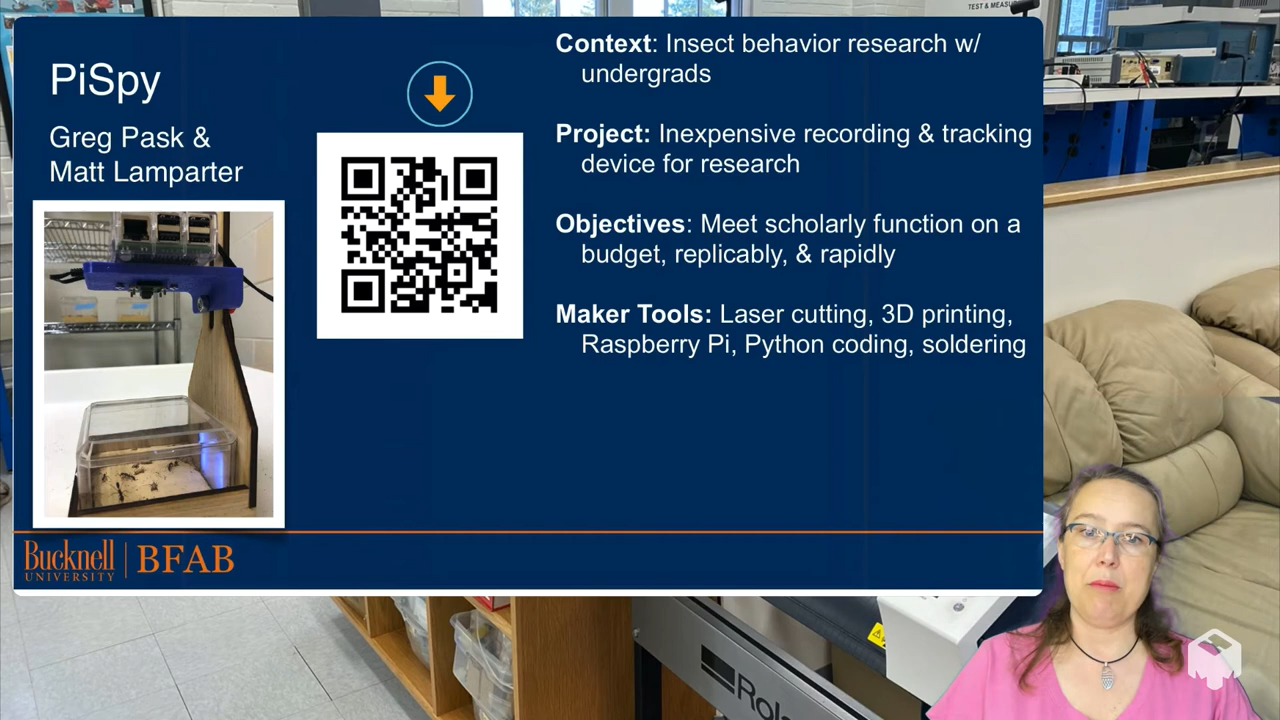 TEST & MEASU
PiSpy
Greg Pask &
Matt Lamparter
Context: Insect behavior research w/
undergrads
Project: Inexpensive recording & tracking
device for research
Objectives: Meet scholarly function on a
budget, replicably, & rapidly
Maker Tools: Laser cutting, 3D printing,
Raspberry Pi, Python coding, soldering
Bucknell
UNIVERSITY
BFAB
Rol